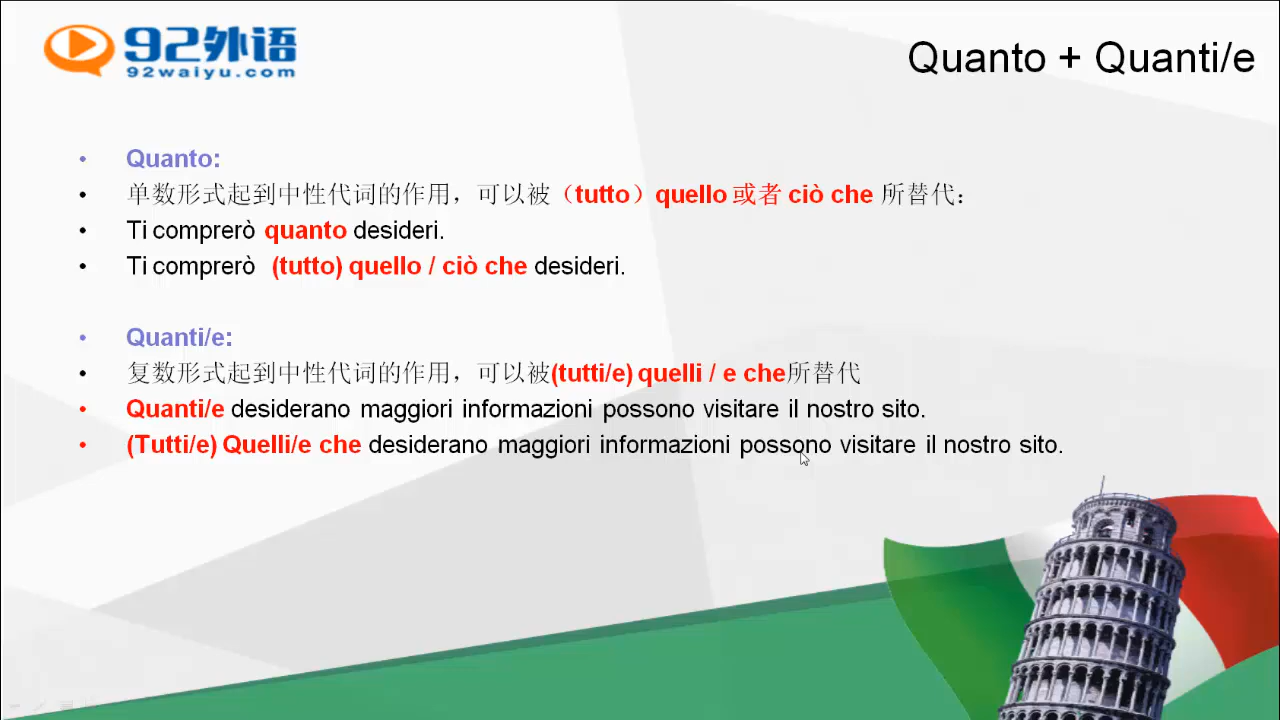 92外语
92waiyu.com
Quanto + Quanti/e
• Quanto:
• 单数形式起到中性代词的作用，可以被（tutto）quello 或者 ciò che 所替代：
• Ti comprerò quanto desideri.
• Ti comprerò (tutto) quello / ciò che desideri.
• Quanti/e:
• 复数形式起到中性代词的作用，可以被(tutti/e) quelli / e che所替代
• Quanti/e desiderano maggiori informazioni possono visitare il nostro sito.
• (Tutti/e) Quelli/e che desiderano maggiori informazioni possono visitare il nostro sito.